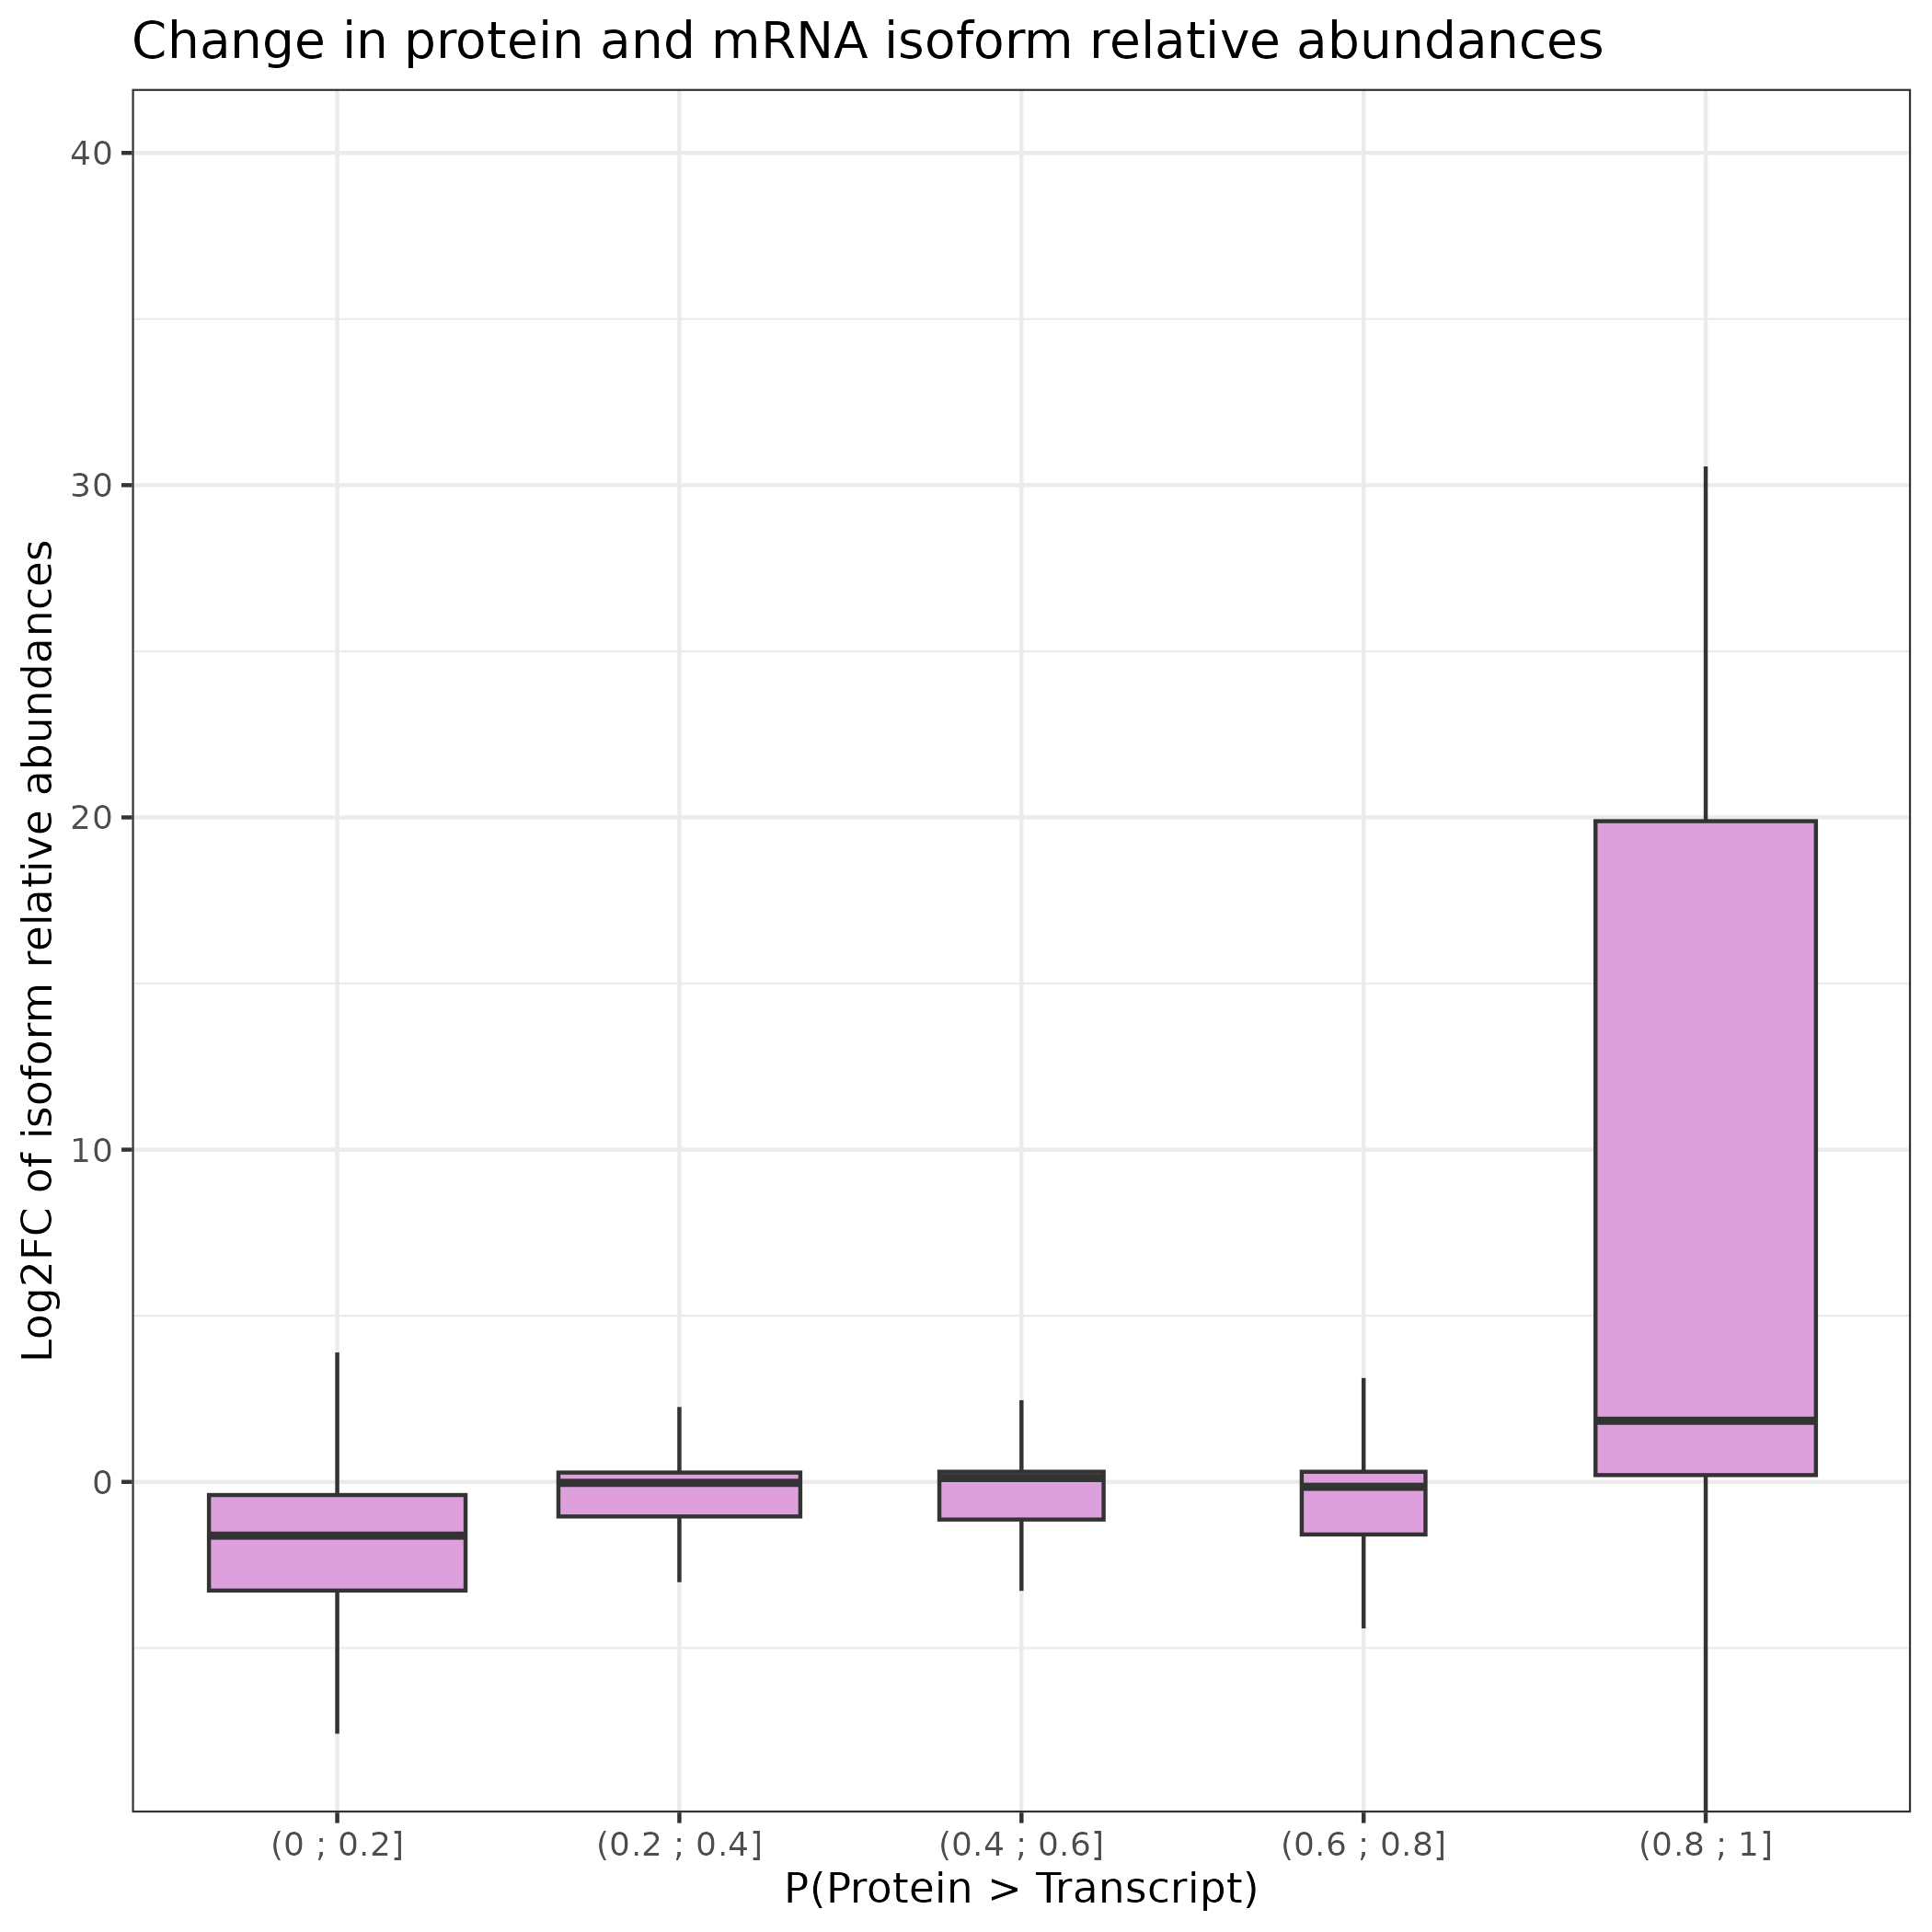 Change in protein and mRNA isoform relative abundances
Log2FC of isoform relative abundances
40
30
20
10
0
(0 ; 0.2]
(0.2 ; 0.4]
(0.4 ; 0.6]
(0.6 ; 0.8]
(0.8 ; 1]
P(Protein > Transcript)